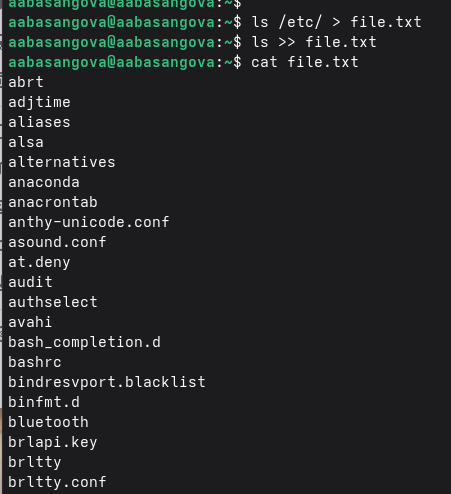 aabasangova@aabasangova:~$
aabasangova@aabasangova:~$ ls /etc/ > file.txt
aabasangova@aabasangova:~$ ls >> file.txt
aabasangova@aabasangova:~$ cat file.txt
abrt
adjtime
aliases
alsa
alternatives
anaconda
anacrontab
anthy-unicode.conf
asound.conf
at.deny
audit
authselect
avahi
bash_completion.d
bashrc
bindresvport.blacklist
binfmt.d
bluetooth
brlapi.key
brltty
brltty.conf